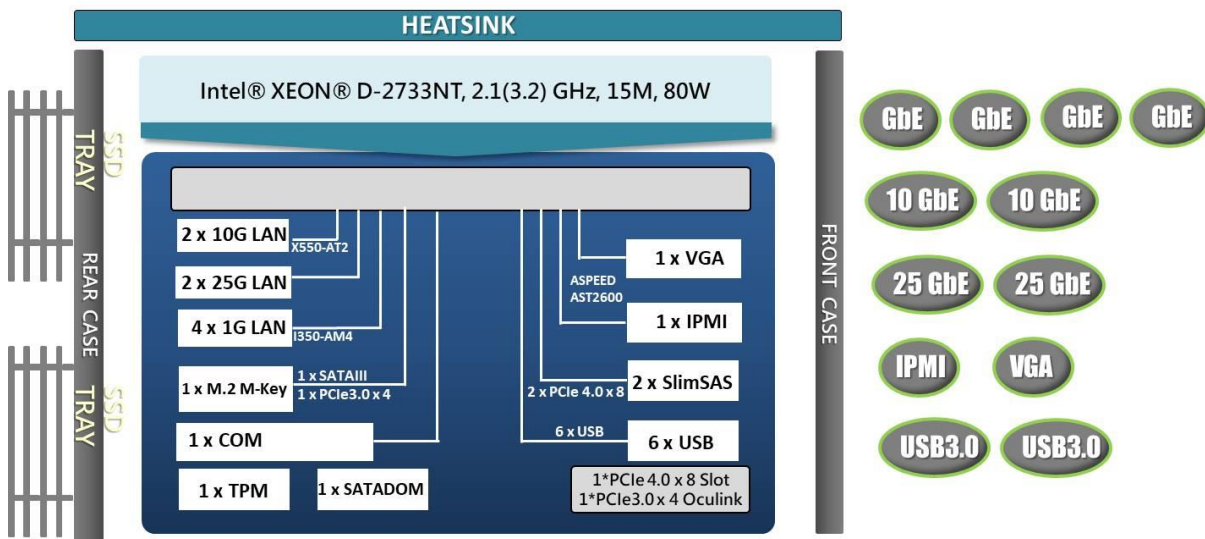 HEATSINK
Intel® XEON® D-2733NT, 2.1(3.2) GHz, 15M, 80W
SSD
TRAY
REAR CASE
SSD
TRAY
2 x 10G LAN
X550-AT2
2 x 25G LAN
4 x 1G LAN
I350-AM4
1 x M.2 M-Key
1 x SATAIII
1 x PCIe3.0 x 4
1 x COM
1 x TPM
1 x SATADOM
1 x VGA
ASPEED
AST2600
1 x IPMI
2 x SlimSAS
2 x PCIe 4.0 x 8
6 x USB
6 x USB
1*PCIe 4.0 x 8 Slot
1*PCIe3.0 x 4 Oculink
FRONT CASE
GbE GbE GbE GbE
10 GbE 10 GbE
25 GbE 25 GbE
IPMI VGA
USB3.0 USB3.0